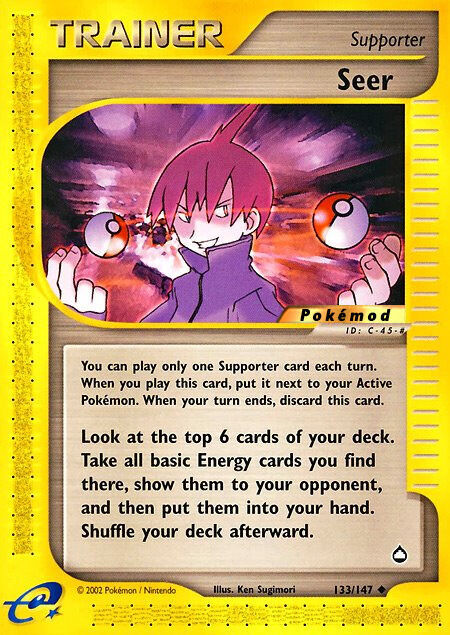 TRAINER
Supporter
Seer
Pokémod
ID: C-45-#
You can play only one Supporter card each turn.
When you play this card, put it next to your Active
Pokémon. When your turn ends, discard this card.
Look at the top 6 cards of your deck.
Take all basic Energy cards you find
there, show them to your opponent,
and then put them into your hand.
Shuffle your deck afterward.
© 2002 Pokémon / Nintendo
Illus. Ken Sugimori
133/147
e